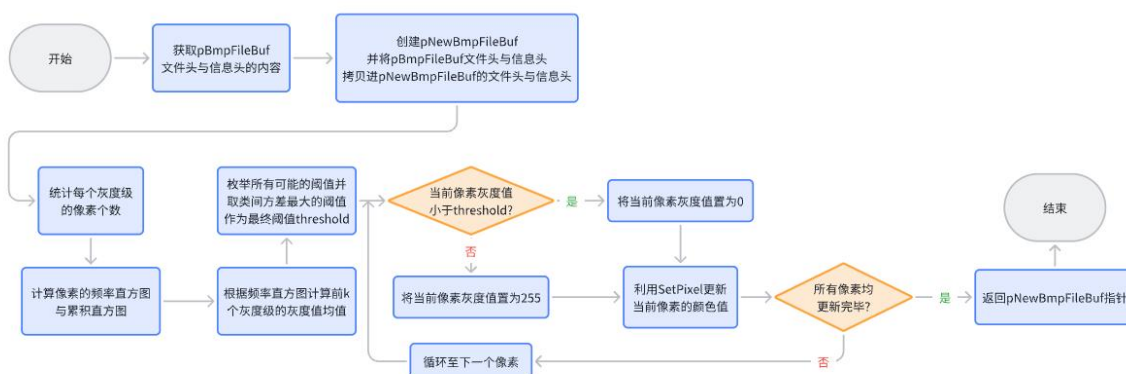 开始
获取pBmpFileBuf
文件头与信息头的内容
创建pNewBmpFileBuf
并将pBmpFileBuf文件头与信息头
拷贝进pNewBmpFileBuf的文件头与信息头
统计每个灰度级
的像素个数
计算像素的频率直方图
与累积直方图
根据频率直方图计算前k
个灰度级的灰度值均值
枚举所有可能的阈值并
取类间方差最大的阈值
作为最终阈值threshold
当前像素灰度值
小于threshold?
是
将当前像素灰度值置为0
否
将当前像素灰度值置为255
利用SetPixel更新
当前像素的颜色值
所有像素均
更新完毕?
是
返回pNewBmpFileBuf指针
结束
否
循环至下一个像素